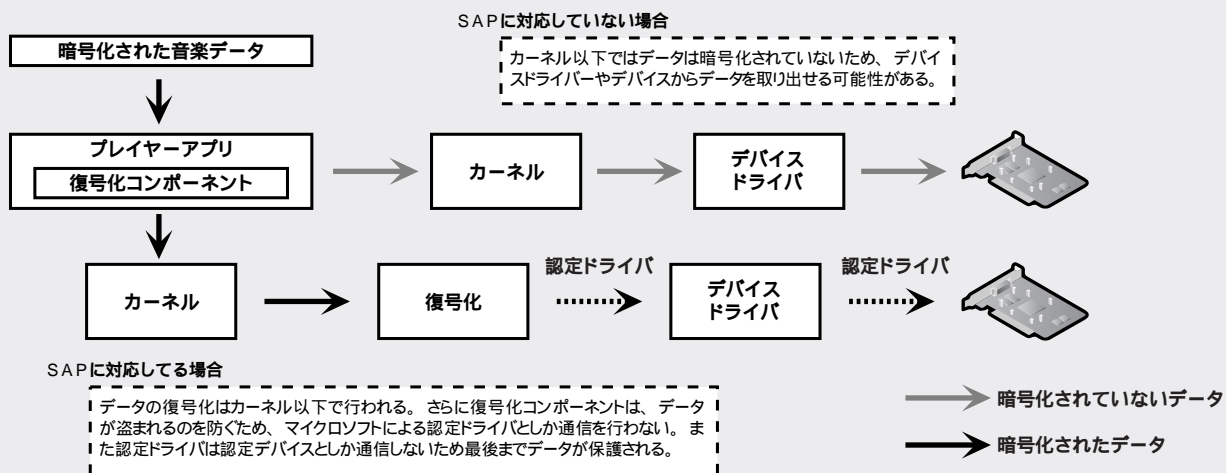 SAPに対応していない場合
暗号化された音楽データ
カーネル以下ではデータは暗号化されていないため、デバイ
スドライバーやデバイスからデータを取り出せる可能性がある。
プレイヤーアプリ
復号化コンポーネント
カーネル
デバイス
ドライバ
カーネル
復号化
認定ドライバ
デバイス
ドライバ
認定ドライバ
SAPに対応してる場合
データの復号化はカーネル以下で行われる。さらに復号化コンポーネントは、データ
が盗まれるのを防ぐため、マイクロソフトによる認定ドライバとしか通信を行わない。ま
た認定ドライバは認定デバイスとしか通信しないため最後までデータが保護される。
暗号化されていないデータ
暗号化されたデータ